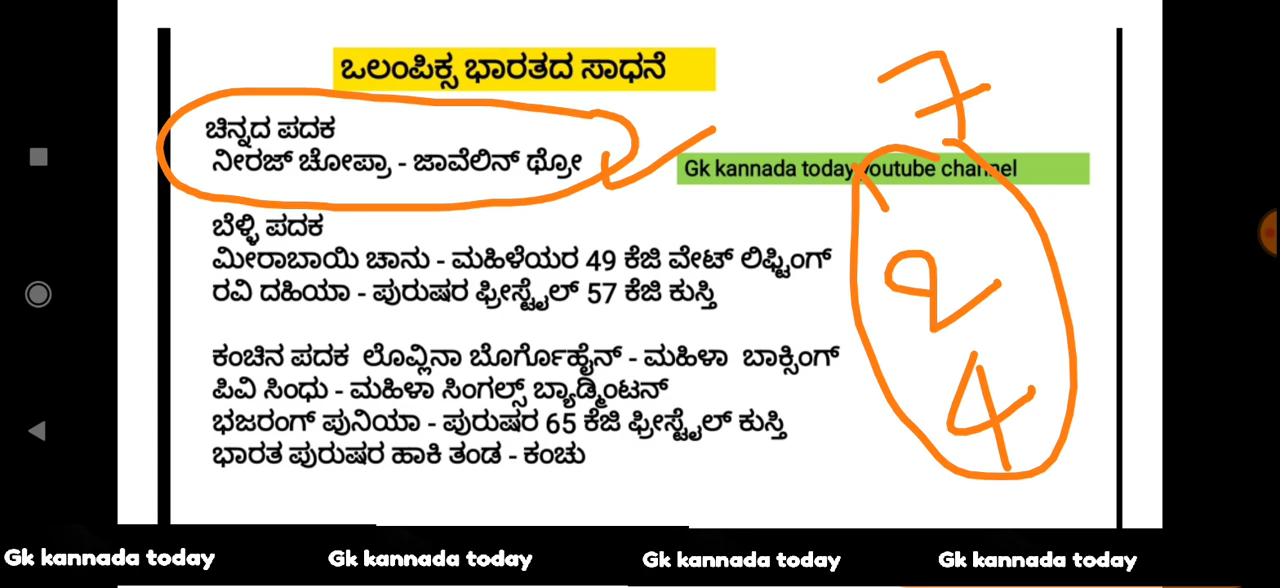 ಒಲಂಪಿಕ್ಸ ಭಾರತದ ಸಾಧನೆ
7
ಚಿನ್ನದ ಪದಕ
ನೀರಜ್ ಚೋಪ್ರಾ - ಜಾವೆಲಿನ್ ಥ್ರೋ
Gk kannada today youtube channel
ಬೆಳ್ಳಿ ಪದಕ
ಮೀರಾಬಾಯಿ ಚಾನು - ಮಹಿಳೆಯರ 49 ಕೆಜಿ ವೇಟ್ ಲಿಫ್ಟಿಂಗ್
2
ರವಿ ದಹಿಯಾ - ಪುರುಷರ ಫ್ರೀಸ್ಟೈಲ್ 57 ಕೆಜಿ ಕುಸ್ತಿ
ಕಂಚಿನ ಪದಕ ಲೊವ್ಲಿನಾ ಬೊರ್ಗೊಹೈನ್ - ಮಹಿಳಾ ಬಾಕ್ಸಿಂಗ್
ಪಿವಿ ಸಿಂಧು - ಮಹಿಳಾ ಸಿಂಗಲ್ಸ್ ಬ್ಯಾಡ್ಮಿಂಟನ್
4
ಭಜರಂಗ್ ಪುನಿಯಾ - ಪುರುಷರ 65 ಕೆಜಿ ಫ್ರೀಸ್ಟೈಲ್ ಕುಸ್ತಿ
ಭಾರತ ಪುರುಷರ ಹಾಕಿ ತಂಡ - ಕಂಚು
Gk kannada today Gk kannada today Gk kannada today Gk kannada today